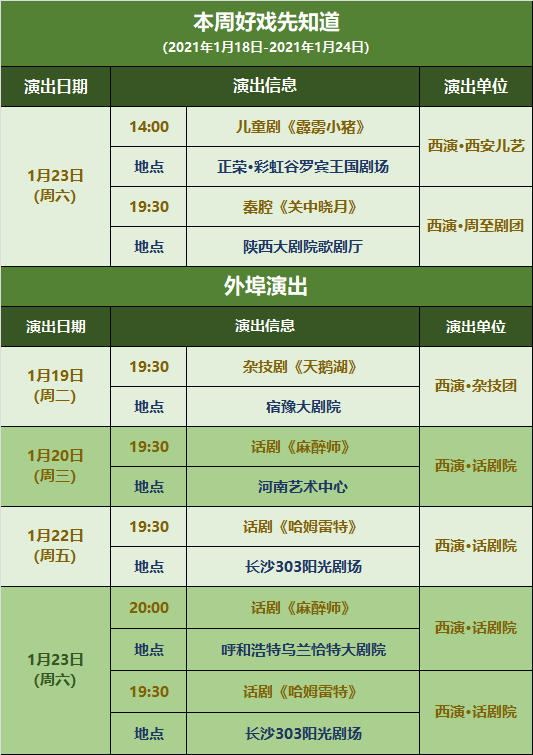 本周好戏先知道
(2021年1月18日-2021年1月24日)
演出日期 演出信息 演出单位
1月23日
(周六)
14:00 儿童剧《霹雳小猪》
西演·西安儿艺
地点 正荣·彩虹谷罗宾王国剧场
19:30 秦腔《关中晓月》
西演·周至剧团
地点 陕西大剧院歌剧厅
外埠演出
演出日期 演出信息 演出单位
1月19日
(周二)
19:30 杂技剧《天鹅湖》
西演·杂技团
地点 宿豫大剧院
1月20日
(周三)
19:30 话剧《麻醉师》
西演·话剧院
地点 河南艺术中心
1月22日
(周五)
19:30 话剧《哈姆雷特》
西演·话剧院
地点 长沙303阳光剧场
1月23日
(周六)
20:00 话剧《麻醉师》
西演·话剧院
地点 呼和浩特乌兰恰特大剧院
19:30 话剧《哈姆雷特》
西演·话剧院
地点 长沙303阳光剧场